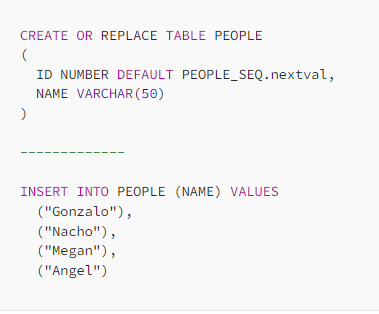 CREATE OR REPLACE TABLE PEOPLE
(
  ID NUMBER DEFAULT PEOPLE_SEQ.nextval,
  NAME VARCHAR(50)
)
-------------
INSERT INTO PEOPLE (NAME) VALUES
  ("Gonzalo"),
  ("Nacho"),
  ("Megan"),
  ("Angel")